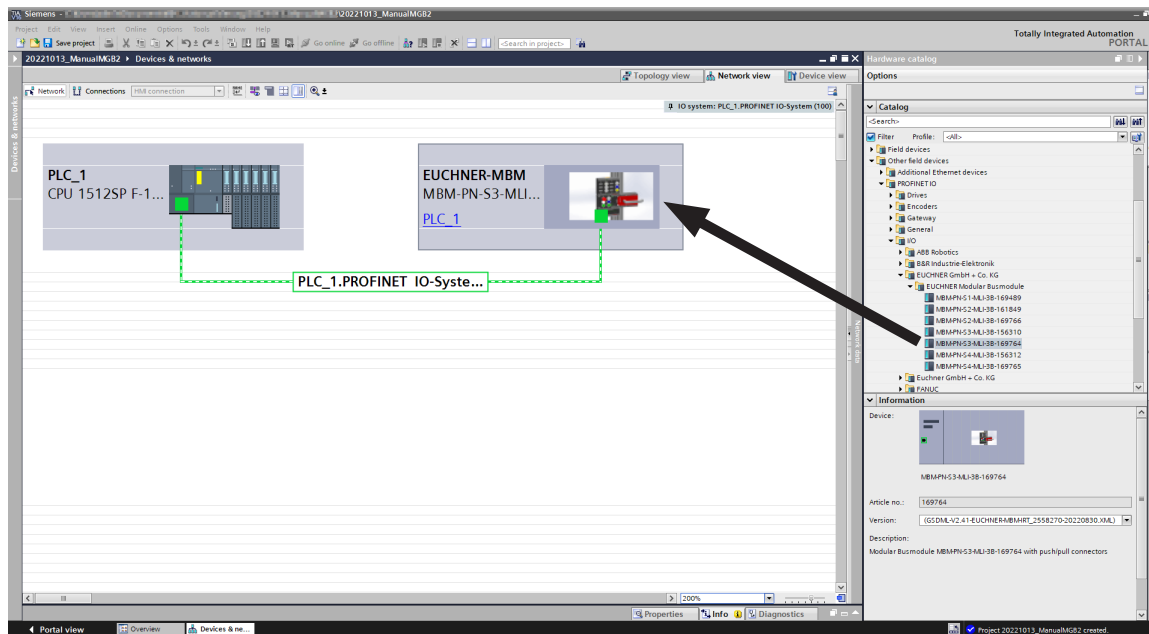 Siemens - \20221013_ManualMGB2
Project Edit View Insert Online Options Tools Window Help
Totally Integrated Automation
PORTAL
Save project Go online Go offline <Search in project>
20221013_ManualMGB2 ▸ Devices & networks
Hardware catalog
Topology view Network view Device view
Options
Network Connections HMI connection
IO system: PLC_1.PROFINET IO-System (100)
Devices & networks
PLC_1
CPU 1512SP F-1...
EUCHNER-MBM
MBM-PN-S3-MLI...
PLC_1
PLC_1.PROFINET IO-Syste...
Network data
Catalog
<Search>
Filter Profile: <All>
Field devices
Other field devices
Additional Ethernet devices
PROFINET IO
Drives
Encoders
Gateway
General
I/O
ABB Robotics
B&R Industrie-Elektronik
EUCHNER GmbH + Co. KG
EUCHNER Modular Busmodule
MBM-PN-S1-MLI-3B-169489
MBM-PN-S2-MLI-3B-161849
MBM-PN-S2-MLI-3B-169766
MBM-PN-S3-MLI-3B-156310
MBM-PN-S3-MLI-3B-169764
MBM-PN-S4-MLI-3B-156312
MBM-PN-S4-MLI-3B-169765
Euchner GmbH + Co. KG
FANUC
Information
Device:
MBM-PN-S3-MLI-3B-169764
Article no.: 169764
Version: (GSDML-V2.41-EUCHNER-MBM-RT_2558270-20220830.XML)
Description:
Modular Busmodule MBM-PN-S3-MLI-3B-169764 with push/pull connectors
200%
Properties Info Diagnostics
Portal view Overview Devices & ne...
Project 20221013_ManualMGB2 created.